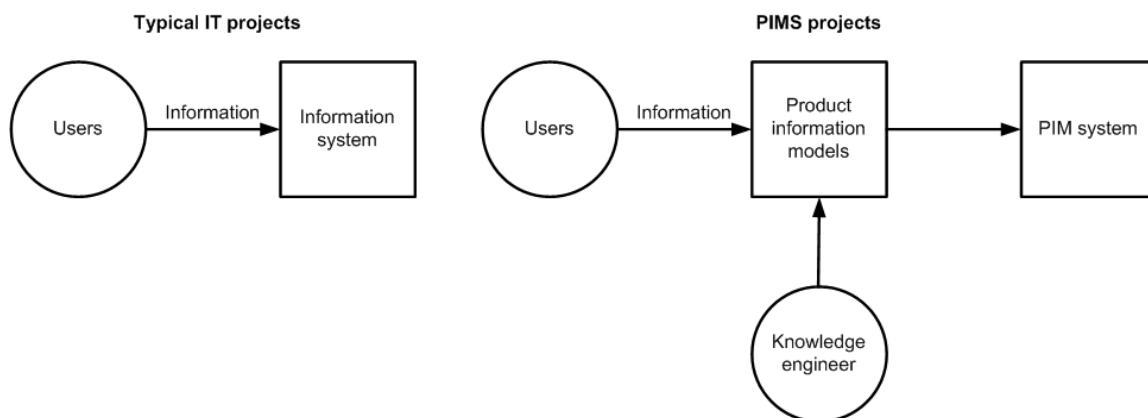 Typical IT projects
PIMS projects
Users
Information
Information
system
Users
Information
Product
information
models
PIM system
Knowledge
engineer